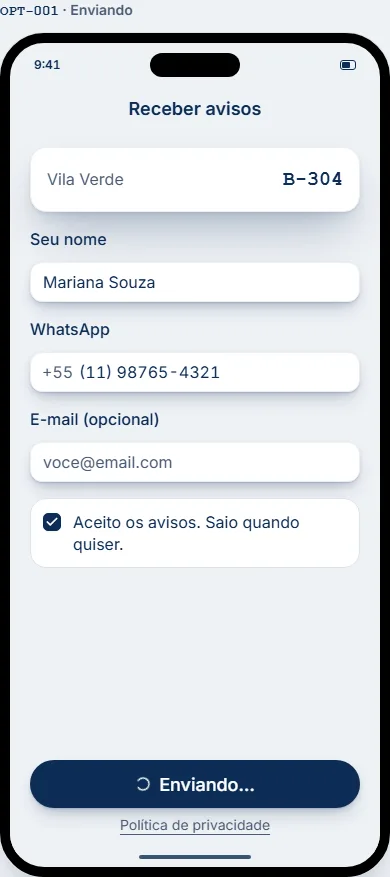 OPT-001 · Enviando
9:41
Receber avisos
Vila Verde B-304
Seu nome
Mariana Souza
WhatsApp
+55 (11) 98765-4321
E-mail (opcional)
voce@email.com
Aceito os avisos. Saio quando
quiser.
Enviando...
Política de privacidade